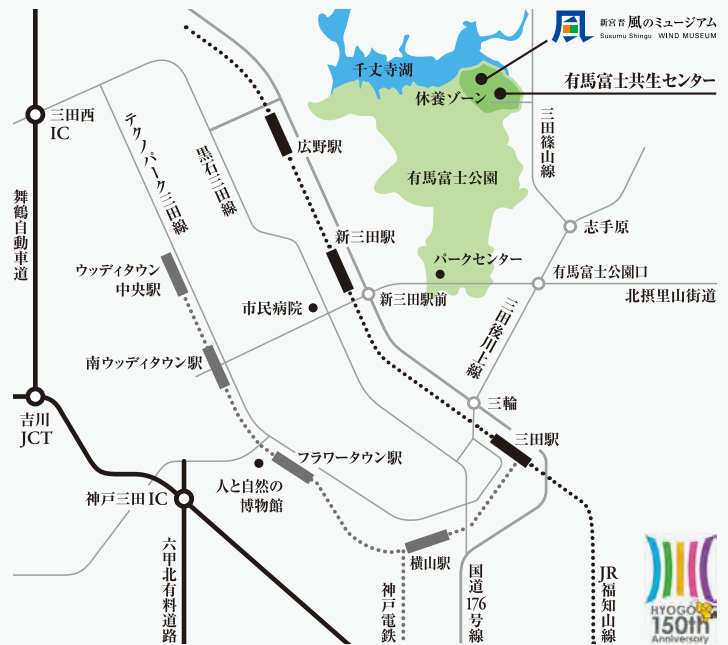 新宮 晋 風のミュージアム
Susumu Shingu WIND MUSEUM
千丈寺湖
有馬富士共生センター
休養ゾーン
三田西
IC
テクノパーク三田線
黒石三田線
広野駅
三田篠山線
有馬富士公園
舞鶴自動車道
新三田駅
志手原
ウッディタウン
中央駅
パークセンター
有馬富士公園口
市民病院
新三田駅前
北摂里山街道
三田後川上線
南ウッディタウン駅
吉川
JCT
三輪
三田駅
フラワータウン駅
人と自然の
博物館
神戸三田 IC
横山駅
六甲北有料道路
神戸電鉄
国道176号線
JR福知山線
HYOGO
150th
Anniversary